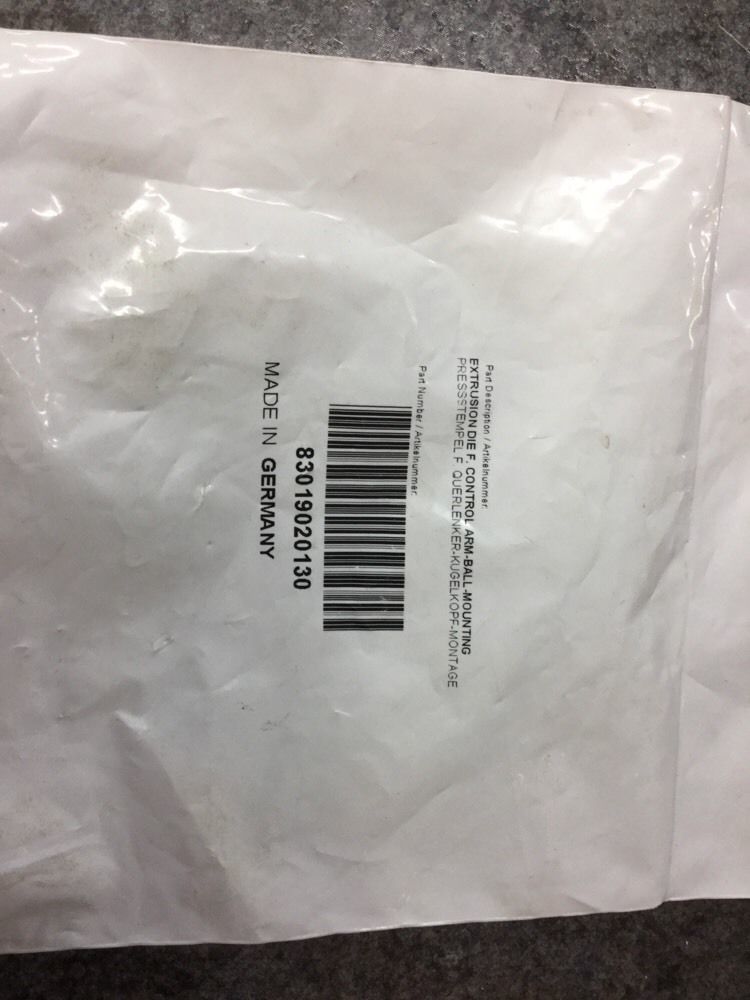 Part Description / Artikelnummer:
EXTRUSION DIE F. CONTROL ARM-BALL-MOUNTING
PRESSSTEMPEL F. QUERLENKER-KUGELKOPF-MONTAGE
Part Number / Artikelnummer:
83019020130
MADE IN GERMANY